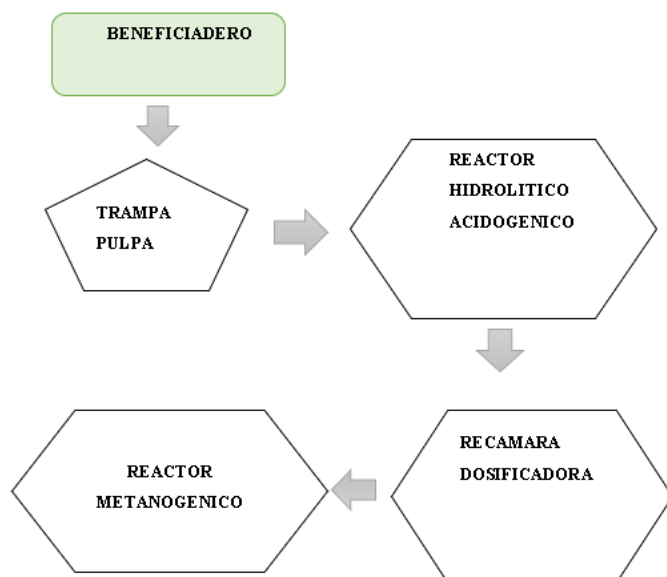 BENEFICIADERO
TRAMPA
PULPA
REACTOR
HIDROLITICO
ACIDOGENICO
RECAMARA
DOSIFICADORA
REACTOR
METANOGENICO